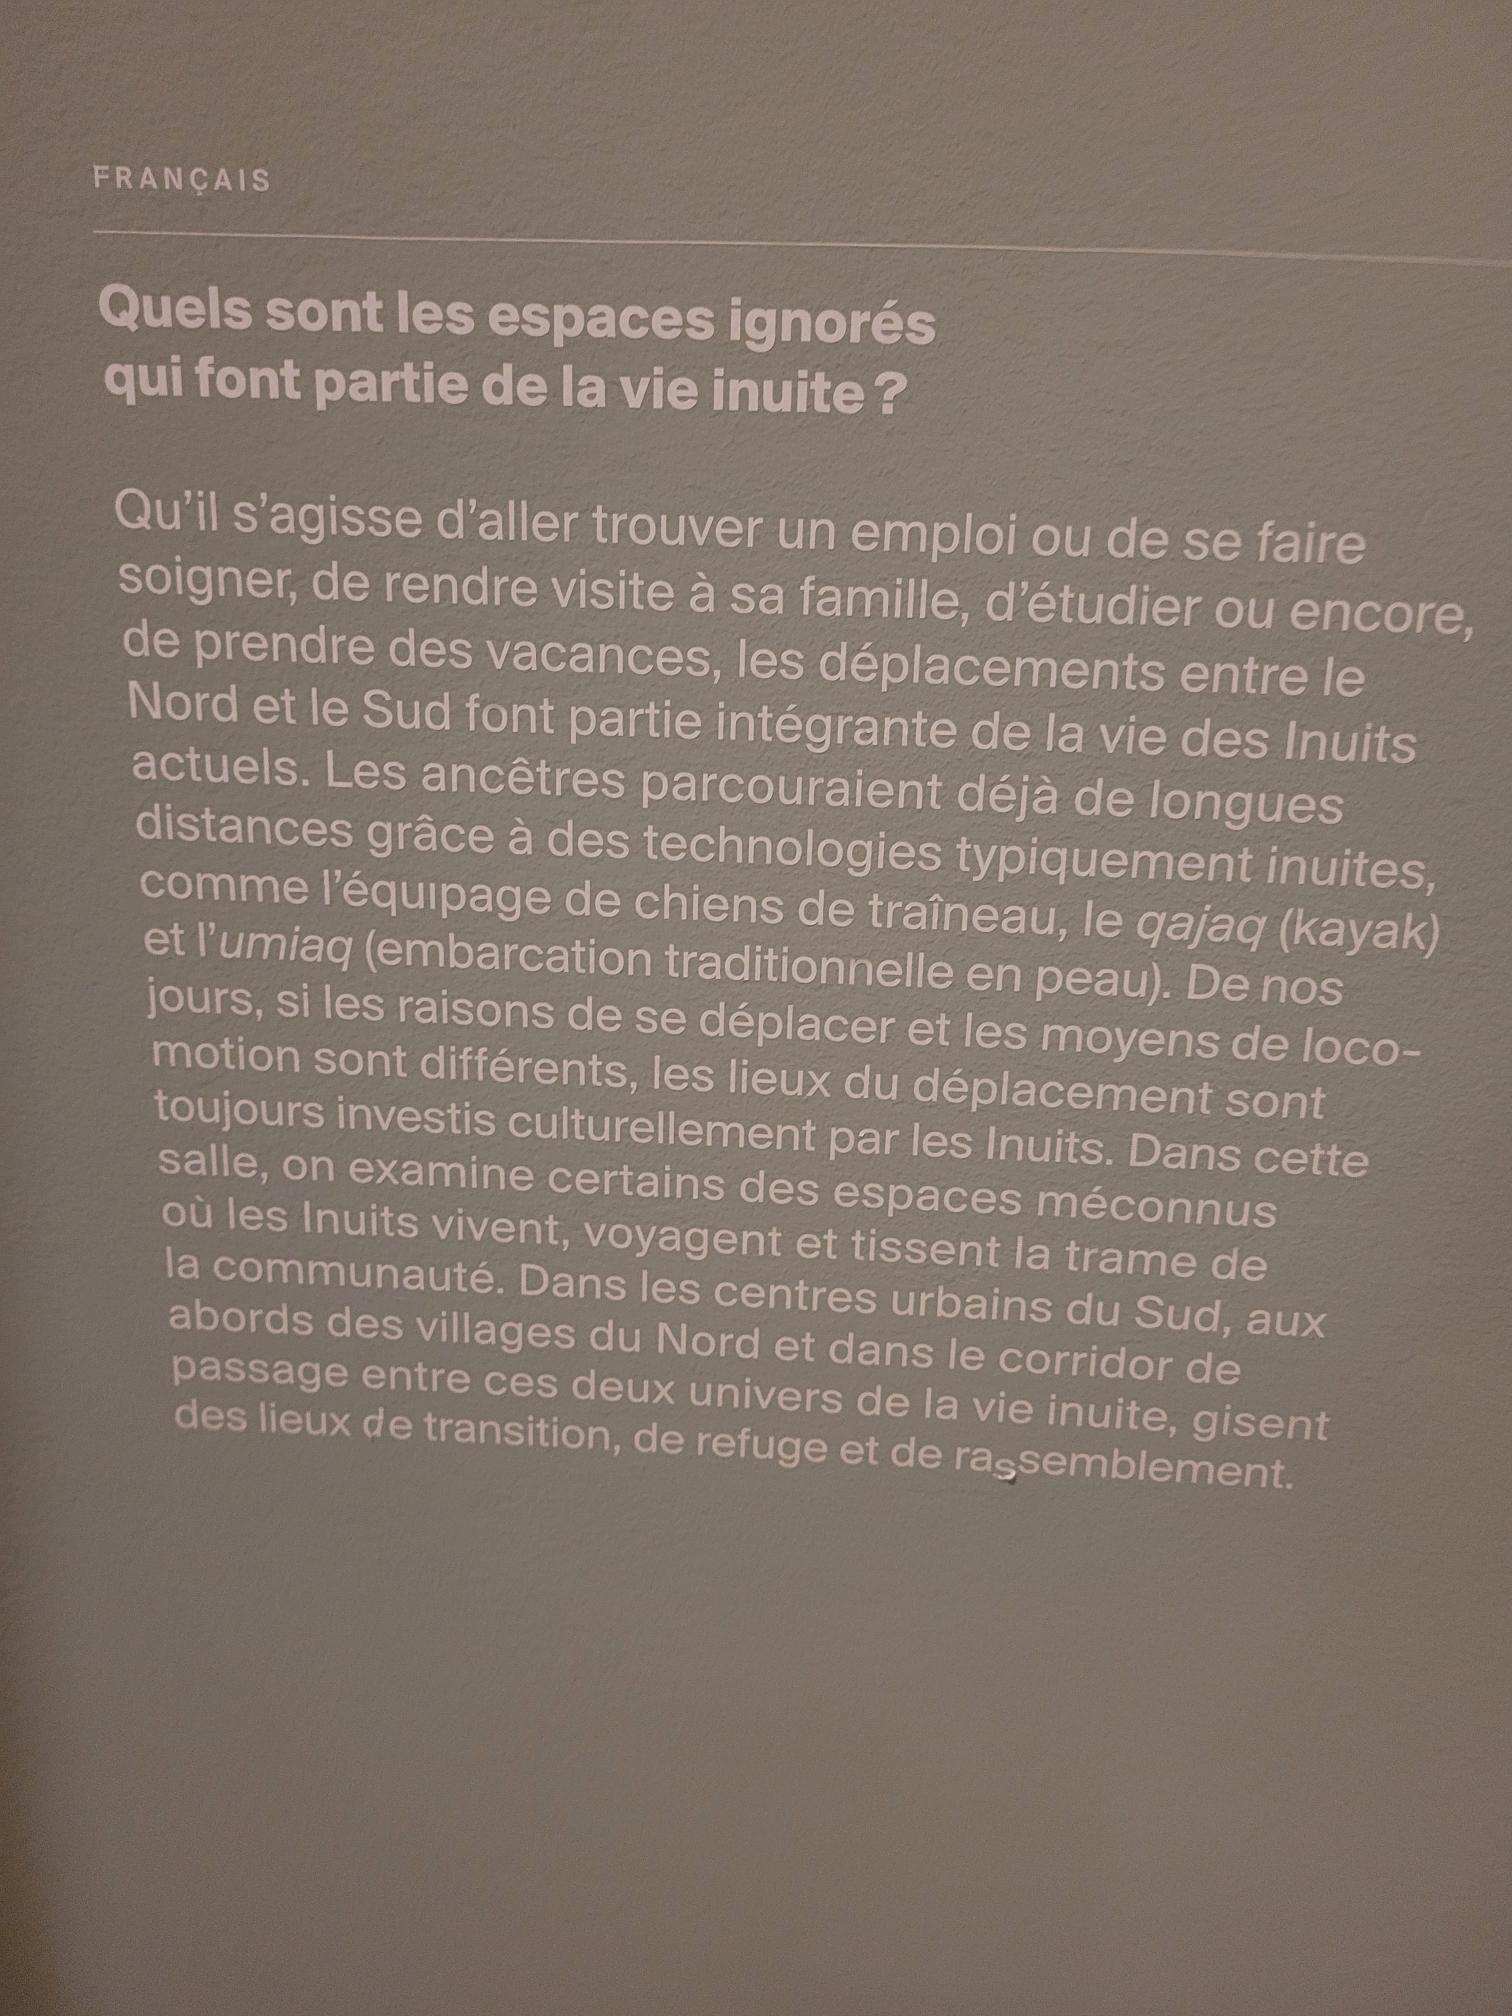 FRANÇAIS
Quels sont les espaces ignorés
qui font partie de la vie inuite ?
Qu’il s’agisse d’aller trouver un emploi ou de se faire
soigner, de rendre visite à sa famille, d’étudier ou encore,
de prendre des vacances, les déplacements entre le
Nord et le Sud font partie intégrante de la vie des Inuits
actuels. Les ancêtres parcouraient déjà de longues
distances grâce à des technologies typiquement inuites,
comme l’équipage de chiens de traîneau, le qajaq (kayak)
et l’umiaq (embarcation traditionnelle en peau). De nos
jours, si les raisons de se déplacer et les moyens de loco-
motion sont différents, les lieux du déplacement sont
toujours investis culturellement par les Inuits. Dans cette
salle, on examine certains des espaces méconnus
où les Inuits vivent, voyagent et tissent la trame de
la communauté. Dans les centres urbains du Sud, aux
abords des villages du Nord et dans le corridor de
passage entre ces deux univers de la vie inuite, gisent
des lieux de transition, de refuge et de rassemblement.